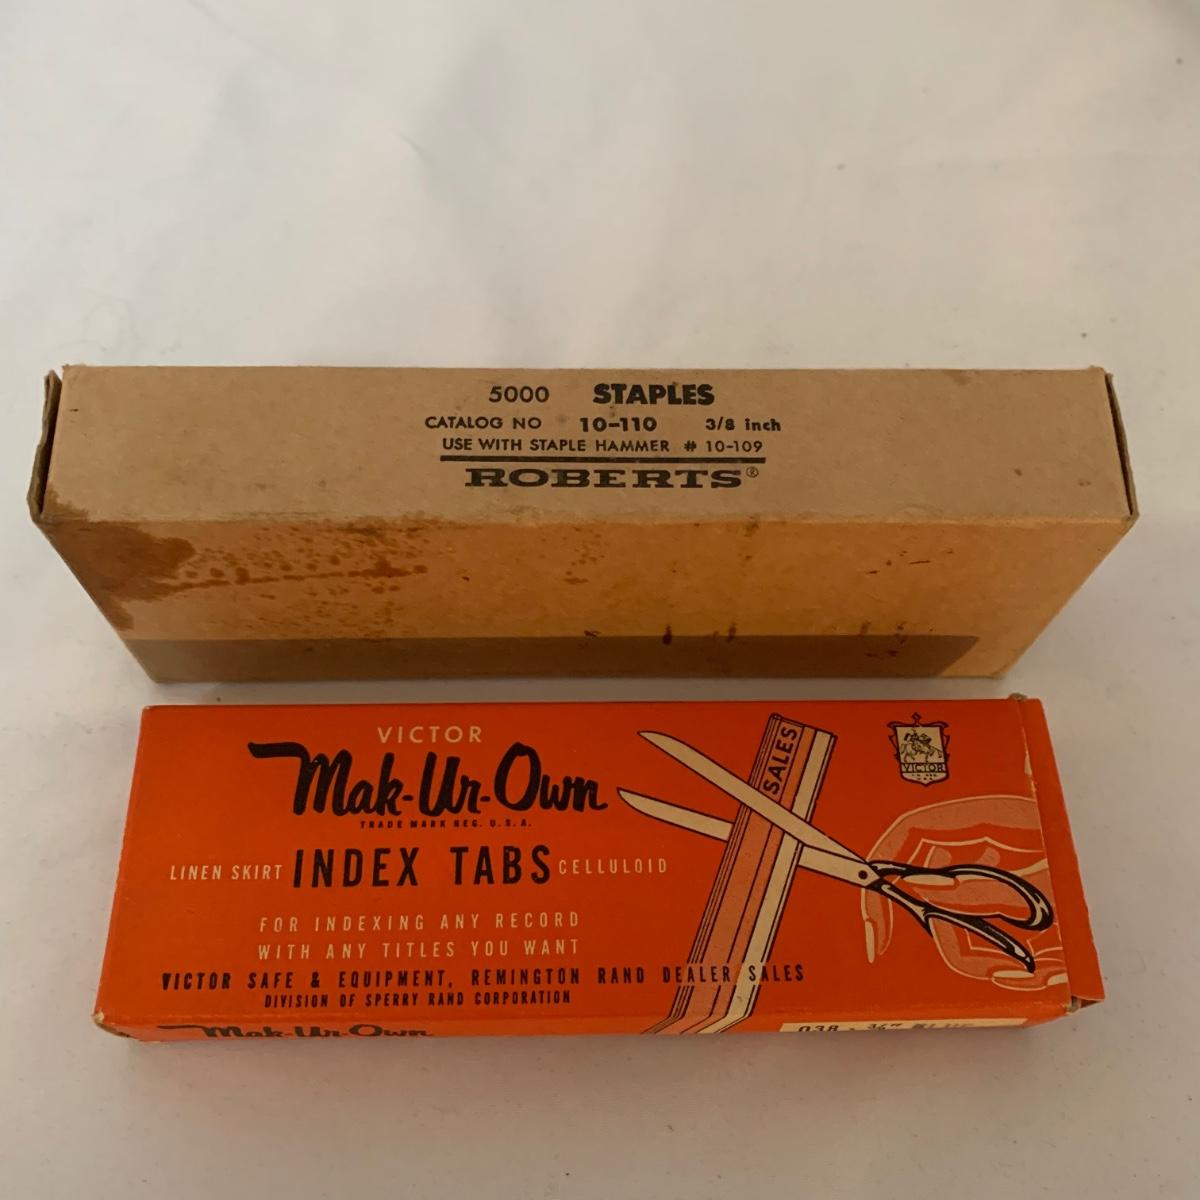 5000 STAPLES
CATALOG NO 10-110 3/8 inch
USE WITH STAPLE HAMMER # 10-109
ROBERTS®
VICTOR
Mak-Ur-Own
TRADE MARK REG. U.S.A.
LINEN SKIRT INDEX TABS CELLULOID
FOR INDEXING ANY RECORD
WITH ANY TITLES YOU WANT
VICTOR SAFE & EQUIPMENT, REMINGTON RAND DEALER SALES
DIVISION OF SPERRY RAND CORPORATION
SALES
VICTOR
Mak-Ur-Own
038